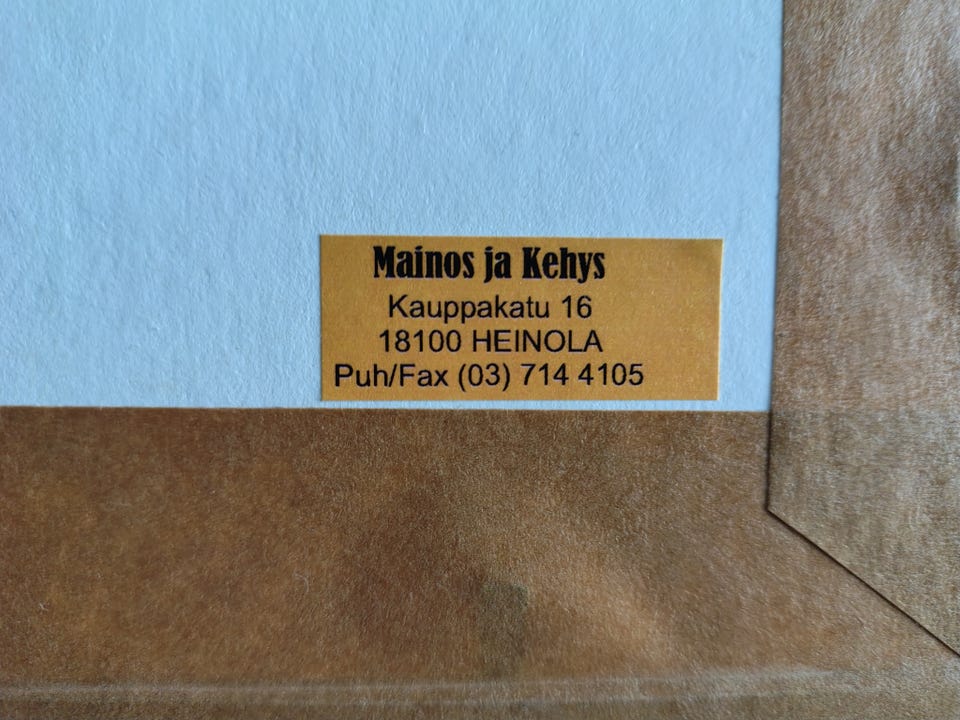 Mainos ja Kehys
Kauppakatu 16
18100 HEINOLA
Puh/Fax (03) 714 4105